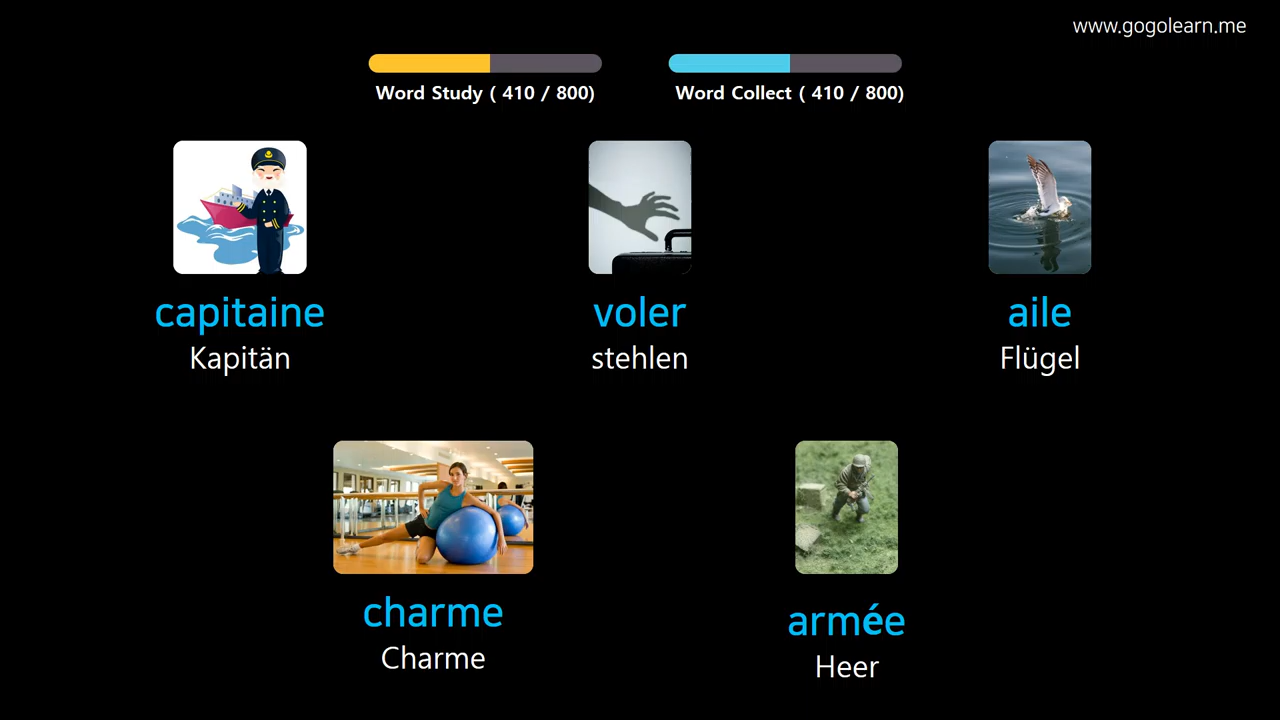 www.gogolearn.me
Word Study ( 410 / 800)
Word Collect ( 410 / 800)
capitaine
Kapitän
voler
stehlen
aile
Flügel
charme
Charme
armée
Heer